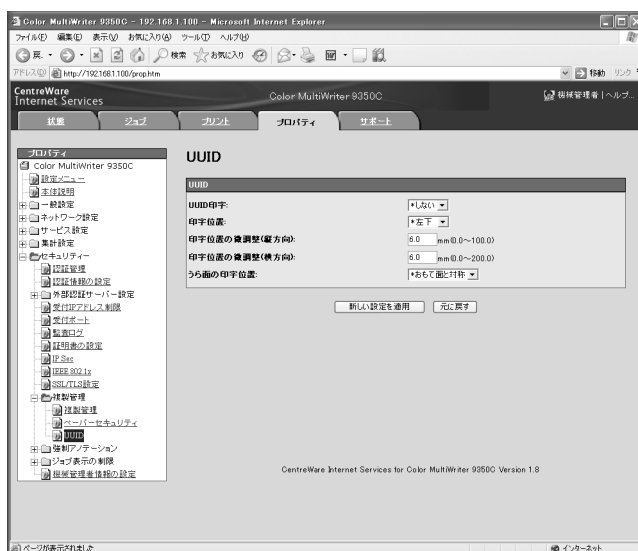 Color MultiWriter 9350C - 192.168.1.100 - Microsoft Internet Explorer
ファイル(F) 編集(E) 表示(V) お気に入り(A) ツール(T) ヘルプ(H)
戻る 検索 お気に入り
アドレス(D) http://192.168.1.100/prop.htm 移動 リンク
CentreWare
Internet Services
Color MultiWriter 9350C
機械管理者 | ヘルプ...
状態 ジョブ プリント プロパティ サポート
プロパティ
Color MultiWriter 9350C
設定メニュー
本体説明
一般設定
ネットワーク設定
サービス設定
集計設定
セキュリティー
認証管理
認証情報の設定
外部認証サーバー設定
受付IPアドレス制限
受付ポート
監査ログ
証明書の設定
IP Sec
IEEE 802.1x
SSL/TLS設定
複製管理
複製管理
ペーパーセキュリティ
UUID
強制アノテーション
ジョブ表示の制限
機械管理者情報の設定
UUID
UUID
UUID印字: *しない
印字位置: *左下
印字位置の微調整(縦方向): 6.0 mm(0.0～100.0)
印字位置の微調整(横方向): 6.0 mm(0.0～200.0)
うら面の印字位置: *おもて面と対称
新しい設定を適用 元に戻す
CentreWare Internet Services for Color MultiWriter 9350C Version 1.8
ページが表示されました
インターネット